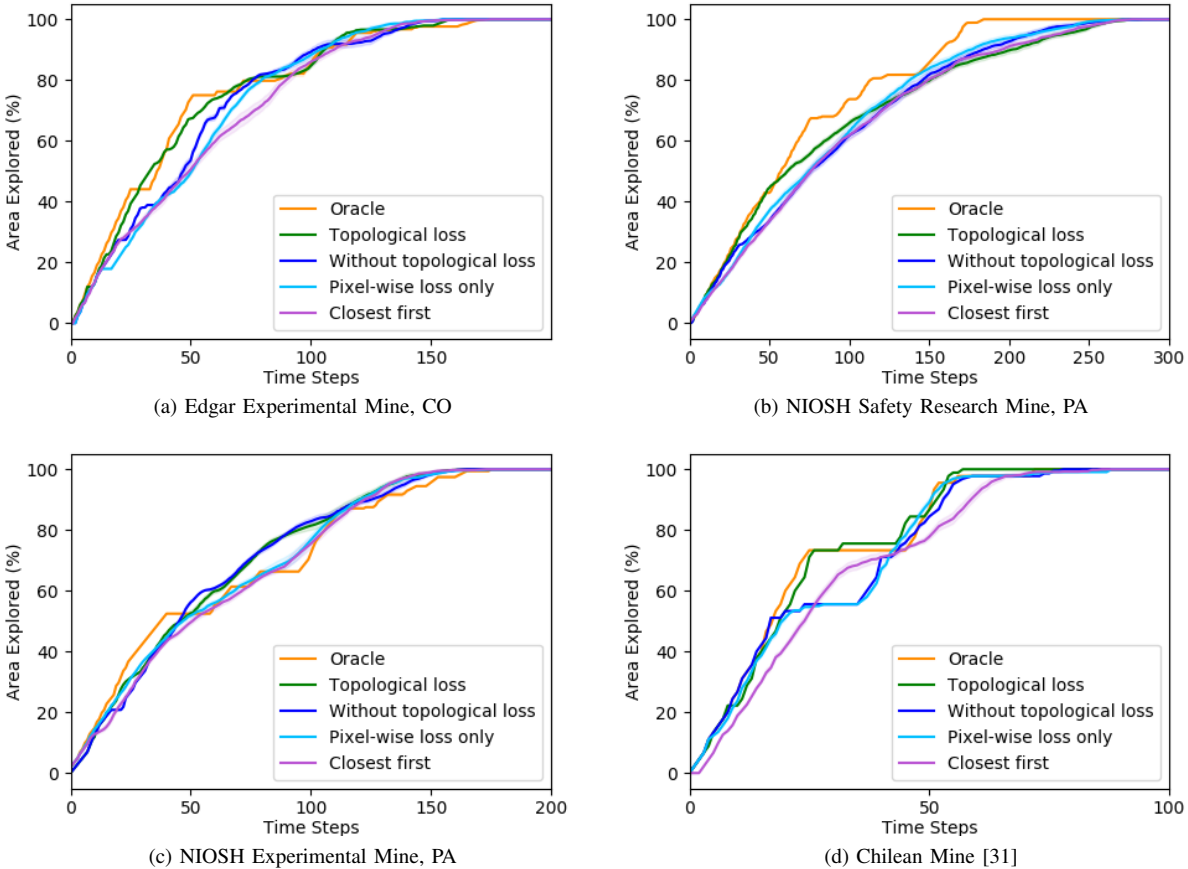 100
80
60
40
20
0
Area Explored (%)
Oracle
Topological loss
Without topological loss
Pixel-wise loss only
Closest first
0 50 100 150
Time Steps
(a) Edgar Experimental Mine, CO
100
80
60
40
20
0
Area Explored (%)
Oracle
Topological loss
Without topological loss
Pixel-wise loss only
Closest first
0 50 100 150 200 250 300
Time Steps
(b) NIOSH Safety Research Mine, PA
100
80
60
40
20
0
Area Explored (%)
Oracle
Topological loss
Without topological loss
Pixel-wise loss only
Closest first
0 50 100 150 200
Time Steps
(c) NIOSH Experimental Mine, PA
100
80
60
40
20
0
Area Explored (%)
Oracle
Topological loss
Without topological loss
Pixel-wise loss only
Closest first
0 50 100
Time Steps
(d) Chilean Mine [31]